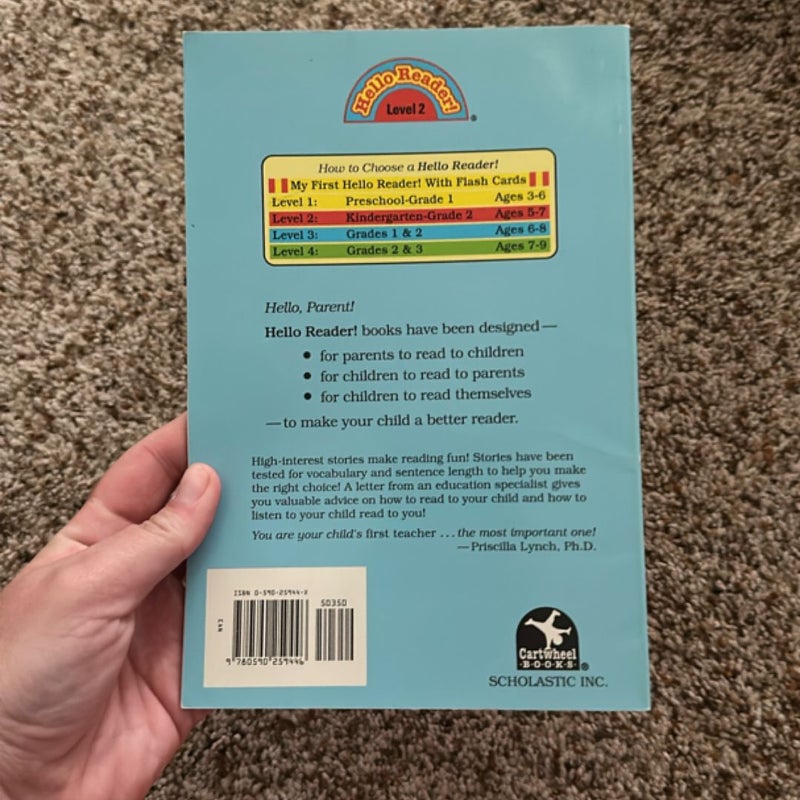 Hello Reader!
Level 2
How to Choose a Hello Reader!
My First Hello Reader! With Flash Cards
Level 1: Preschool-Grade 1 Ages 3-6
Level 2: Kindergarten-Grade 2 Ages 5-7
Level 3: Grades 1 & 2 Ages 6-8
Level 4: Grades 2 & 3 Ages 7-9
Hello, Parent!
Hello Reader! books have been designed—
• for parents to read to children
• for children to read to parents
• for children to read themselves
—to make your child a better reader.
High-interest stories make reading fun! Stories have been
tested for vocabulary and sentence length to help you make
the right choice! A letter from an education specialist gives
you valuable advice on how to read to your child and how to
listen to your child read to you!
You are your child's first teacher ... the most important one!
—Priscilla Lynch, Ph.D.
ISBN 0-590-25944-X
50350
EAN
9 780590 259446
Cartwheel
·BOOKS·®
SCHOLASTIC INC.